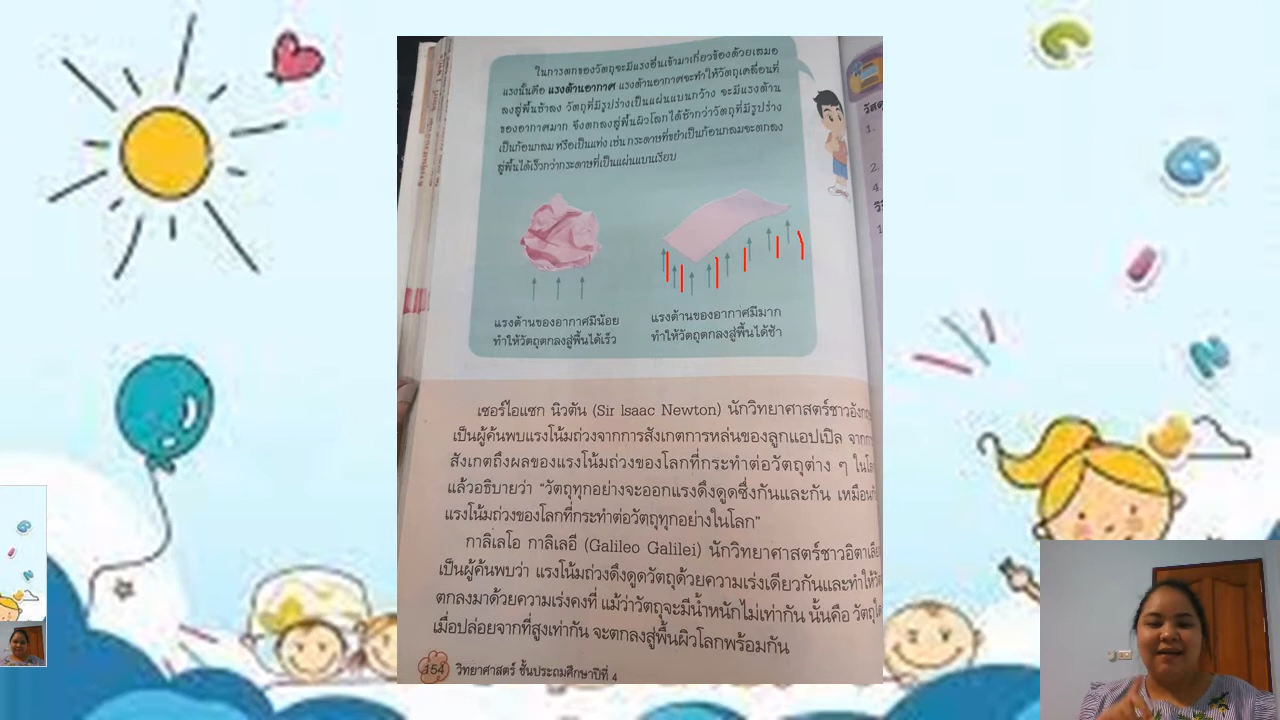 ในการตกของวัตถุจะมีแรงอื่นเข้ามาเกี่ยวข้องด้วยเสมอ
แรงนั้นคือ แรงต้านอากาศ แรงต้านอากาศจะทำให้วัตถุเคลื่อนที่
ลงสู่พื้นช้าลง วัตถุที่มีรูปร่างเป็นแผ่นแบนกว้าง จะมีแรงต้าน
ของอากาศมาก จึงตกลงสู่พื้นผิวโลกได้ช้ากว่าวัตถุที่มีรูปร่าง
เป็นก้อนกลม หรือเป็นแท่ง เช่น กระดาษที่ขยำเป็นก้อนกลมจะตกลง
สู่พื้นได้เร็วกว่ากระดาษที่เป็นแผ่นแบนเรียบ
แรงต้านของอากาศมีน้อย
ทำให้วัตถุตกลงสู่พื้นได้เร็ว
แรงต้านของอากาศมีมาก
ทำให้วัตถุตกลงสู่พื้นได้ช้า
เซอร์ไอแซก นิวตัน (Sir Isaac Newton) นักวิทยาศาสตร์ชาว
เป็นผู้ค้นพบแรงโน้มถ่วงจากการสังเกตการหล่นของลูกแอปเปิล
สังเกตถึงผลของแรงโน้มถ่วงของโลกที่กระทำต่อวัตถุต่าง ๆ ใน
แล้วอธิบายว่า “วัตถุทุกอย่างจะออกแรงดึงดูดซึ่งกันและกัน
แรงโน้มถ่วงของโลกที่กระทำต่อวัตถุทุกอย่างในโลก”
กาลิเลโอ กาลิเลอี (Galileo Galilei) นักวิทยาศาสตร์ชาว
เป็นผู้ค้นพบว่า แรงโน้มถ่วงดึงดูดวัตถุด้วยความเร่งเดียวกันและทำให้
ตกลงมาด้วยความเร่งคงที่ แม้ว่าวัตถุจะมีน้ำหนักไม่เท่ากัน นั้นคือ
เมื่อปล่อยจากที่สูงเท่ากัน จะตกลงสู่พื้นผิวโลกพร้อมกัน
154 วิทยาศาสตร์ ชั้นประถมศึกษาปีที่ 4
1.
2.
4.